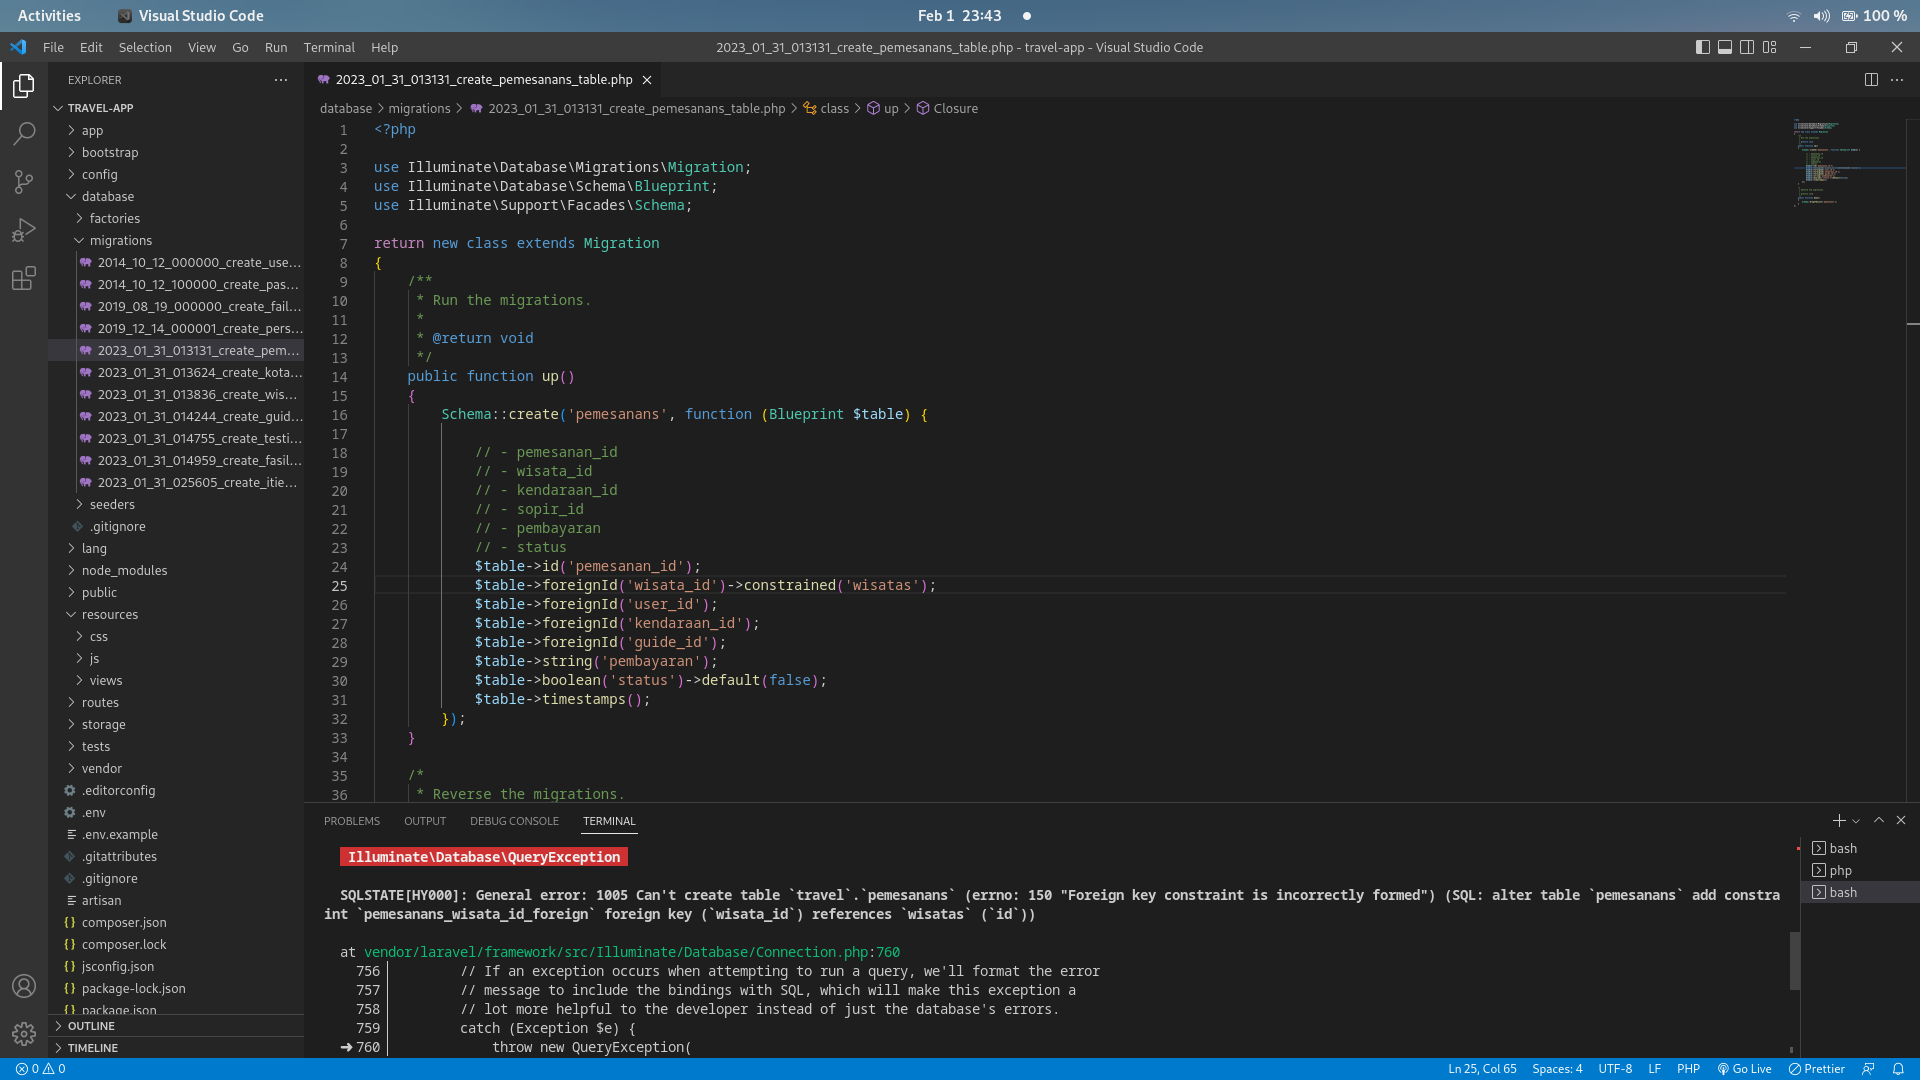 Activities
Visual Studio Code
Feb 1 23:43
100 %
File Edit Selection View Go Run Terminal Help
2023_01_31_013131_create_pemesanans_table.php - travel-app - Visual Studio Code
EXPLORER
TRAVEL-APP
app
bootstrap
config
database
factories
migrations
2014_10_12_000000_create_use...
2014_10_12_100000_create_pas...
2019_08_19_000000_create_fail...
2019_12_14_000001_create_pers...
2023_01_31_013131_create_pem...
2023_01_31_013624_create_kota...
2023_01_31_013836_create_wis...
2023_01_31_014244_create_guid...
2023_01_31_014755_create_testi...
2023_01_31_014959_create_fasil...
2023_01_31_025605_create_itie...
seeders
.gitignore
lang
node_modules
public
resources
css
js
views
routes
storage
tests
vendor
.editorconfig
.env
.env.example
.gitattributes
.gitignore
artisan
composer.json
composer.lock
jsconfig.json
package-lock.json
package.json
OUTLINE
TIMELINE
2023_01_31_013131_create_pemesanans_table.php
database > migrations > 2023_01_31_013131_create_pemesanans_table.php > class > up > Closure
1 <?php
2
3 use Illuminate\Database\Migrations\Migration;
4 use Illuminate\Database\Schema\Blueprint;
5 use Illuminate\Support\Facades\Schema;
6
7 return new class extends Migration
8 {
9 /**
10 * Run the migrations.
11 *
12 * @return void
13 */
14 public function up()
15 {
16 Schema::create('pemesanans', function (Blueprint $table) {
17
18 // - pemesanan_id
19 // - wisata_id
20 // - kendaraan_id
21 // - sopir_id
22 // - pembayaran
23 // - status
24 $table->id('pemesanan_id');
25 $table->foreignId('wisata_id')->constrained('wisatas');
26 $table->foreignId('user_id');
27 $table->foreignId('kendaraan_id');
28 $table->foreignId('guide_id');
29 $table->string('pembayaran');
30 $table->boolean('status')->default(false);
31 $table->timestamps();
32 });
33 }
34
35 /*
36 * Reverse the migrations.
PROBLEMS OUTPUT DEBUG CONSOLE TERMINAL
Illuminate\Database\QueryException
SQLSTATE[HY000]: General error: 1005 Can't create table `travel`.`pemesanans` (errno: 150 "Foreign key constraint is incorrectly formed") (SQL: alter table `pemesanans` add constra
int `pemesanans_wisata_id_foreign` foreign key (`wisata_id`) references `wisatas` (`id`))
at vendor/laravel/framework/src/Illuminate/Database/Connection.php:760
756 // If an exception occurs when attempting to run a query, we'll format the error
757 // message to include the bindings with SQL, which will make this exception a
758 // lot more helpful to the developer instead of just the database's errors.
759 catch (Exception $e) {
➜ 760 throw new QueryException(
bash
php
bash
0 0
Ln 25, Col 65 Spaces: 4 UTF-8 LF PHP Go Live Prettier